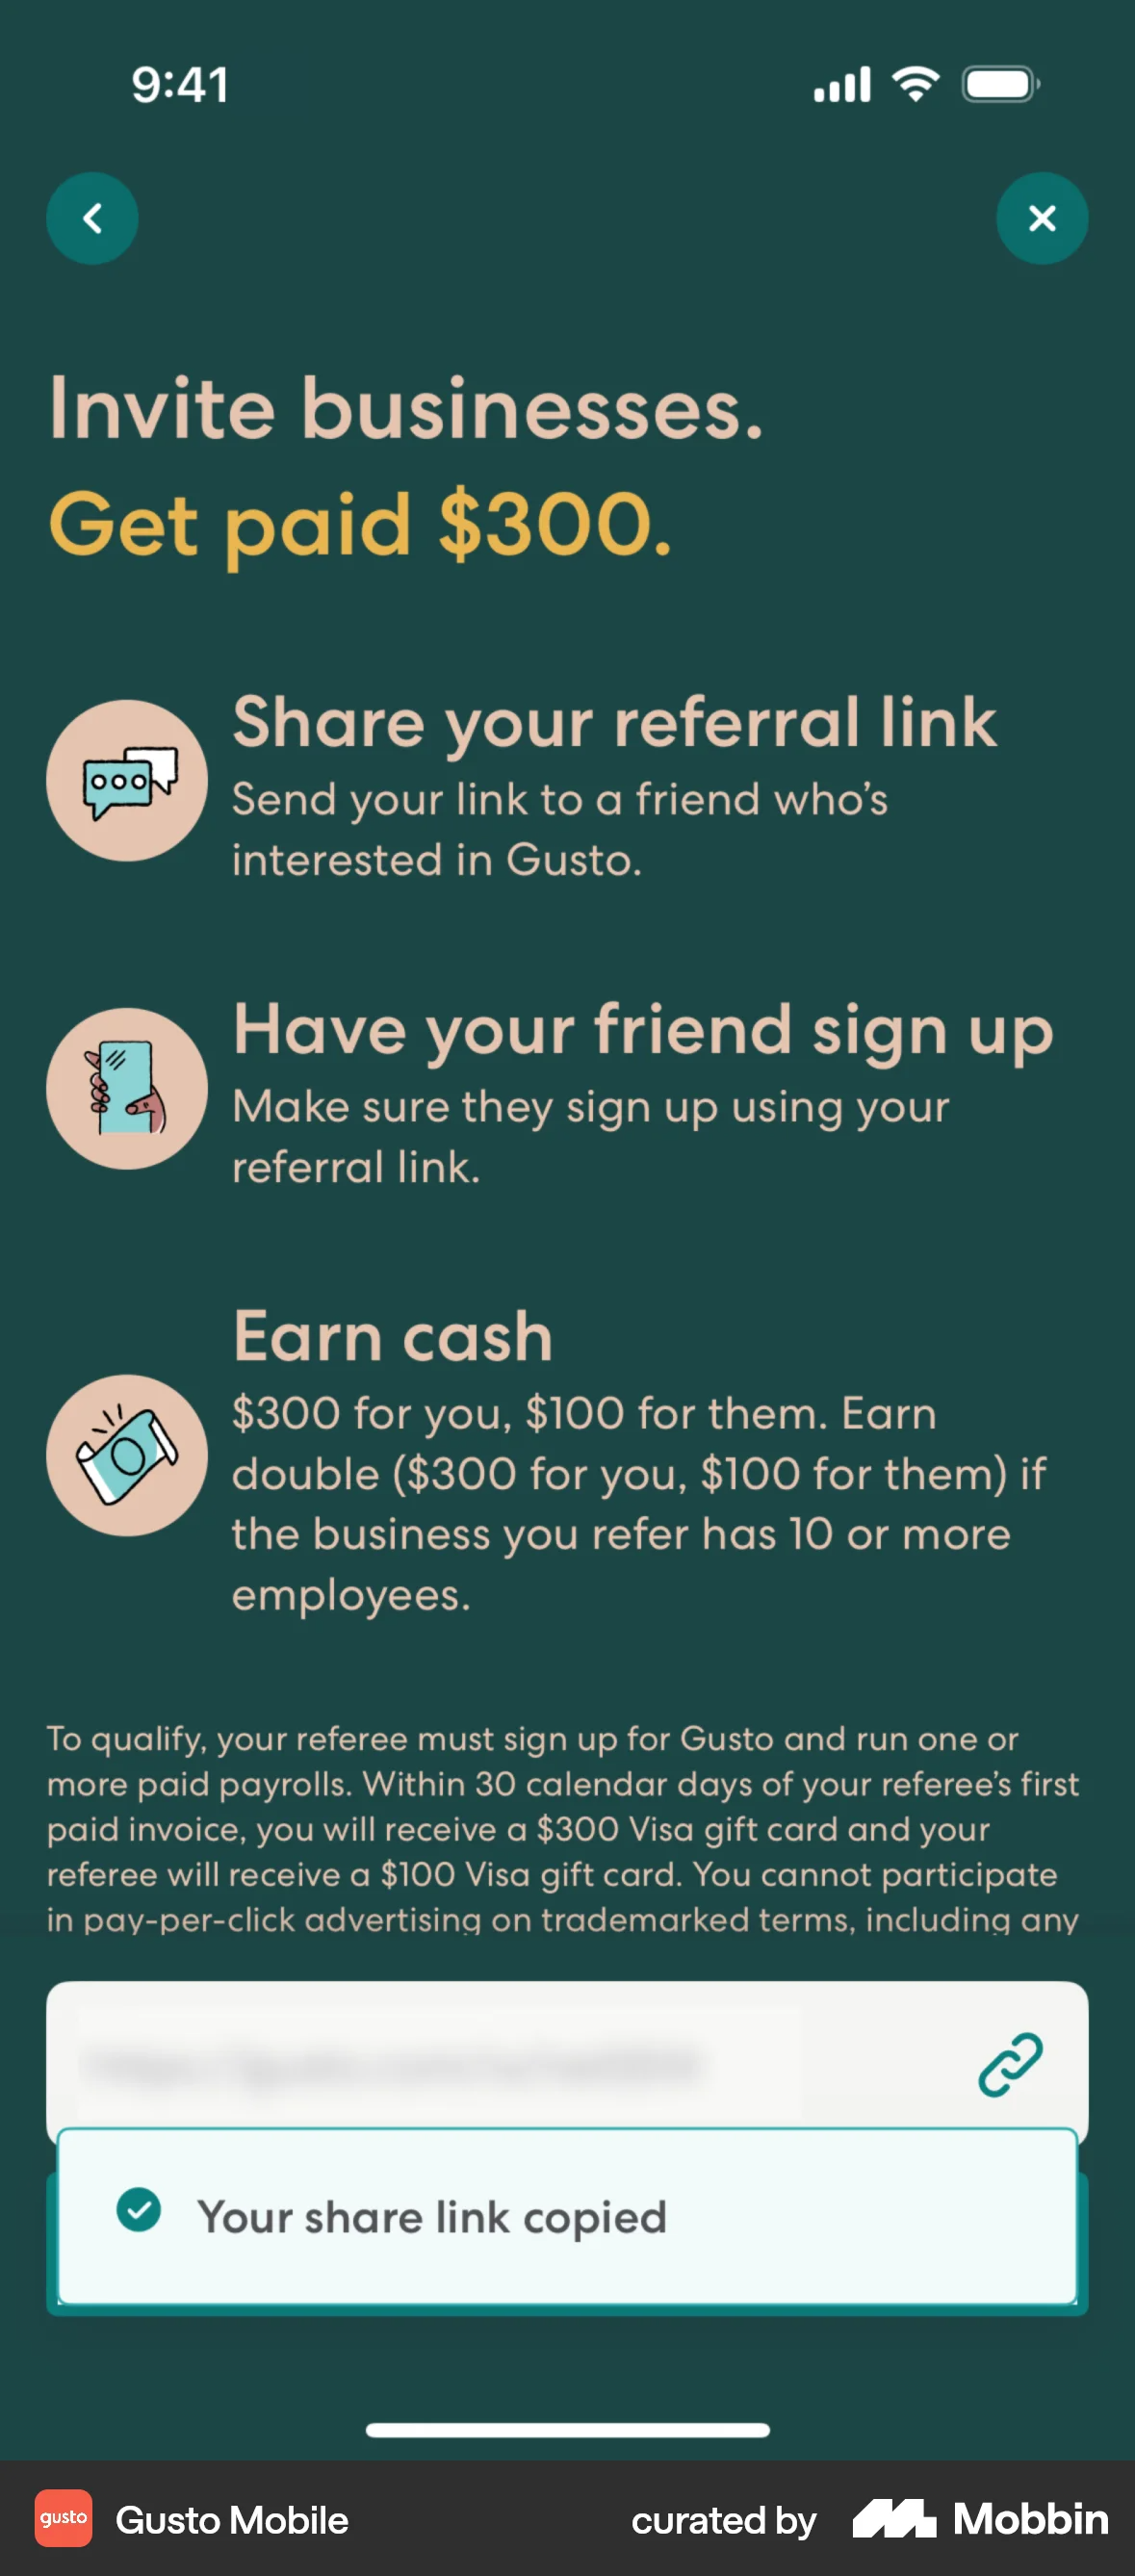 9:41
Invite businesses.
Get paid $300.
Share your referral link
Send your link to a friend who’s
interested in Gusto.
Have your friend sign up
Make sure they sign up using your
referral link.
Earn cash
$300 for you, $100 for them. Earn
double ($300 for you, $100 for them) if
the business you refer has 10 or more
employees.
To qualify, your referee must sign up for Gusto and run one or
more paid payrolls. Within 30 calendar days of your referee’s first
paid invoice, you will receive a $300 Visa gift card and your
referee will receive a $100 Visa gift card. You cannot participate
in pay-per-click advertising on trademarked terms, including any
Your share link copied
gusto
Gusto Mobile
curated by
Mobbin